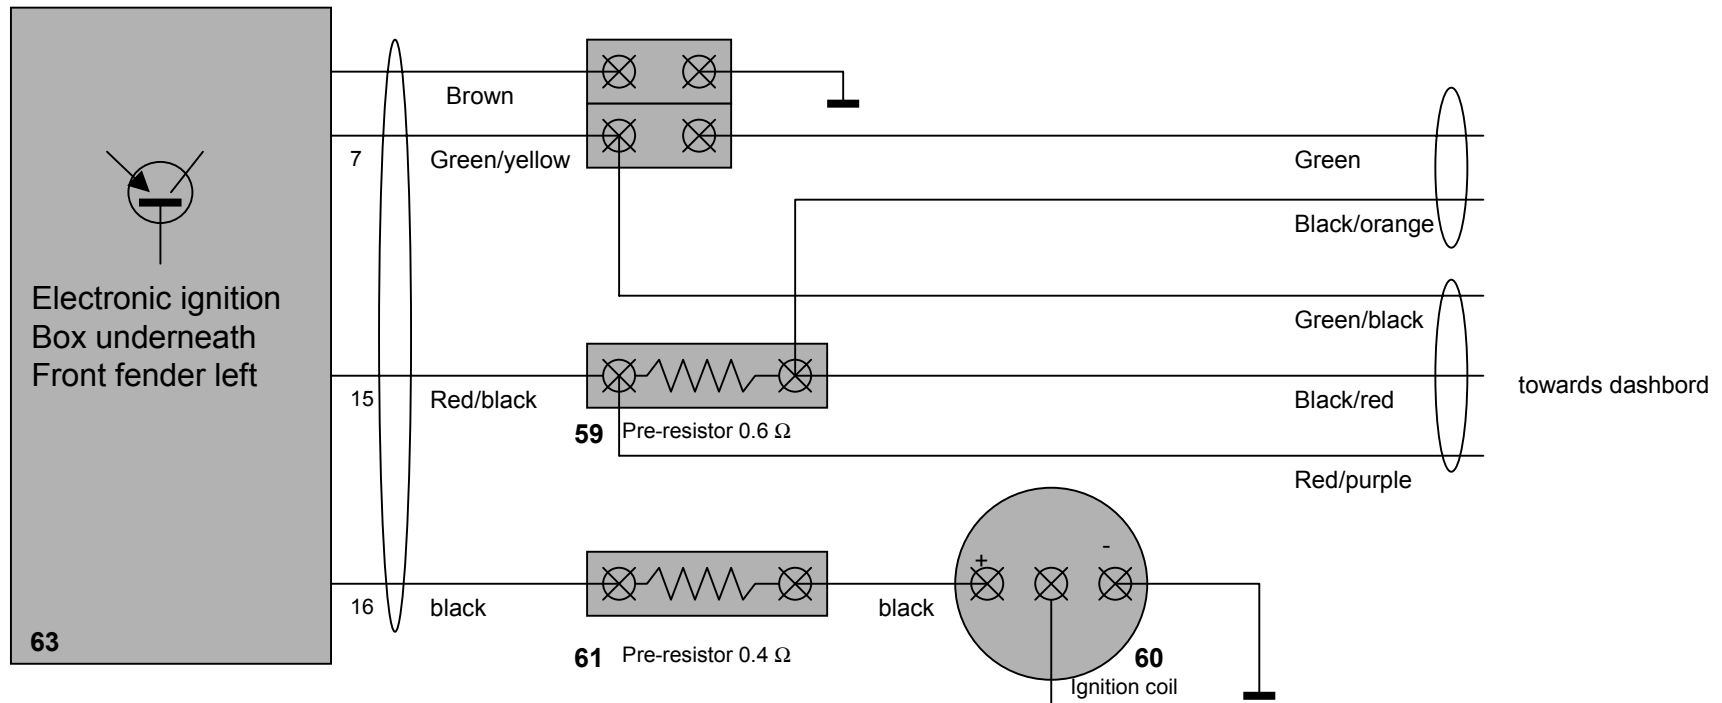 Brown
7
Green/yellow
Green
Black/orange
Electronic ignition
Box underneath
Front fender left
Green/black
15
Red/black
Black/red
towards dashbord
59
Pre-resistor 0.6 Ω
Red/purple
+
-
16
black
black
63
61
Pre-resistor 0.4 Ω
60
Ignition coil